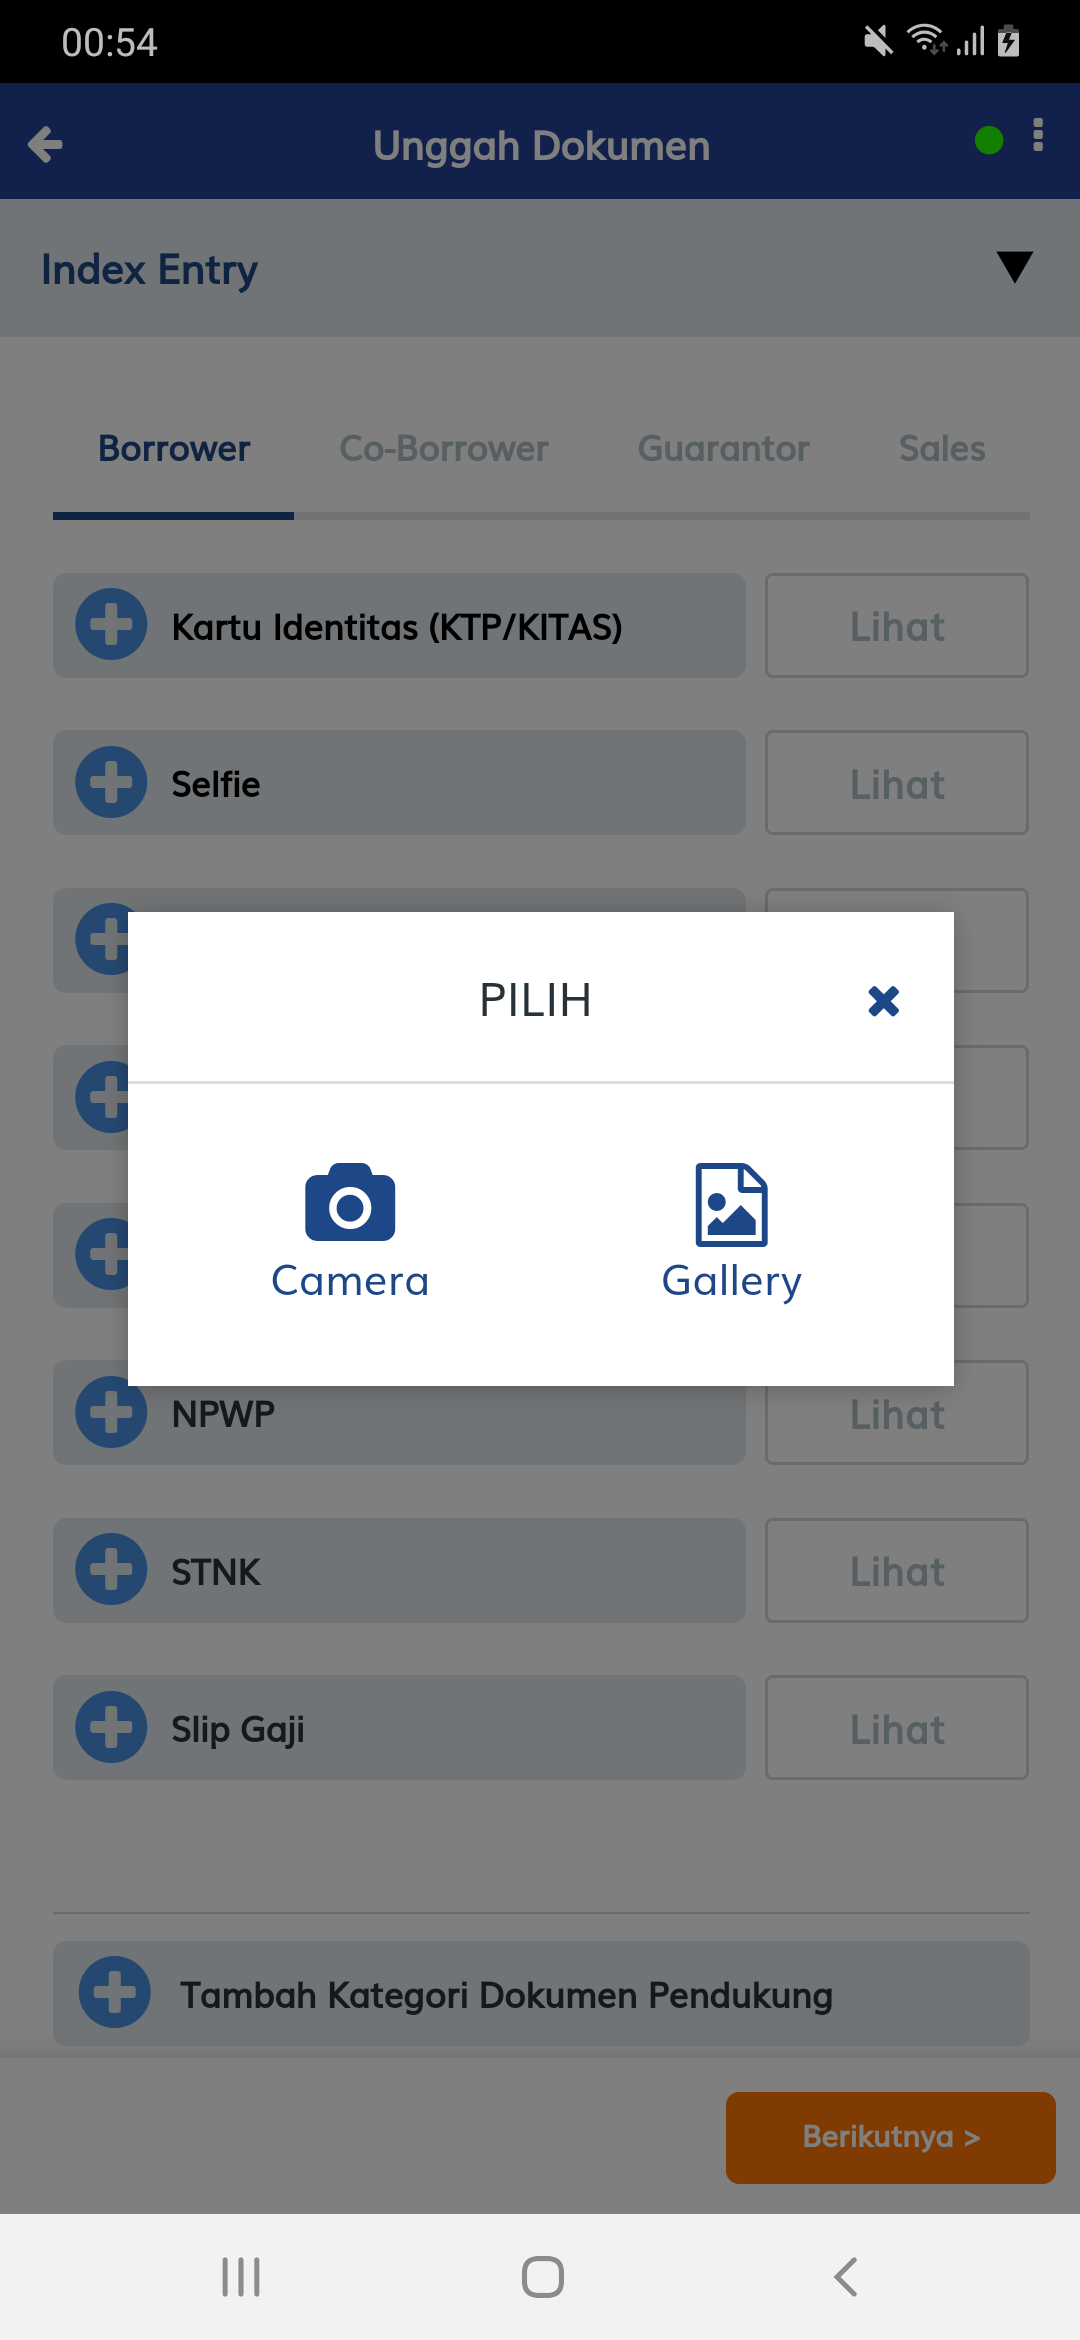 00:54
Unggah Dokumen
Index Entry
Borrower Co-Borrower Guarantor Sales
Kartu Identitas (KTP/KITAS) Lihat
Selfie Lihat
PILIH
Camera Gallery
NPWP Lihat
STNK Lihat
Slip Gaji Lihat
Tambah Kategori Dokumen Pendukung
Berikutnya >